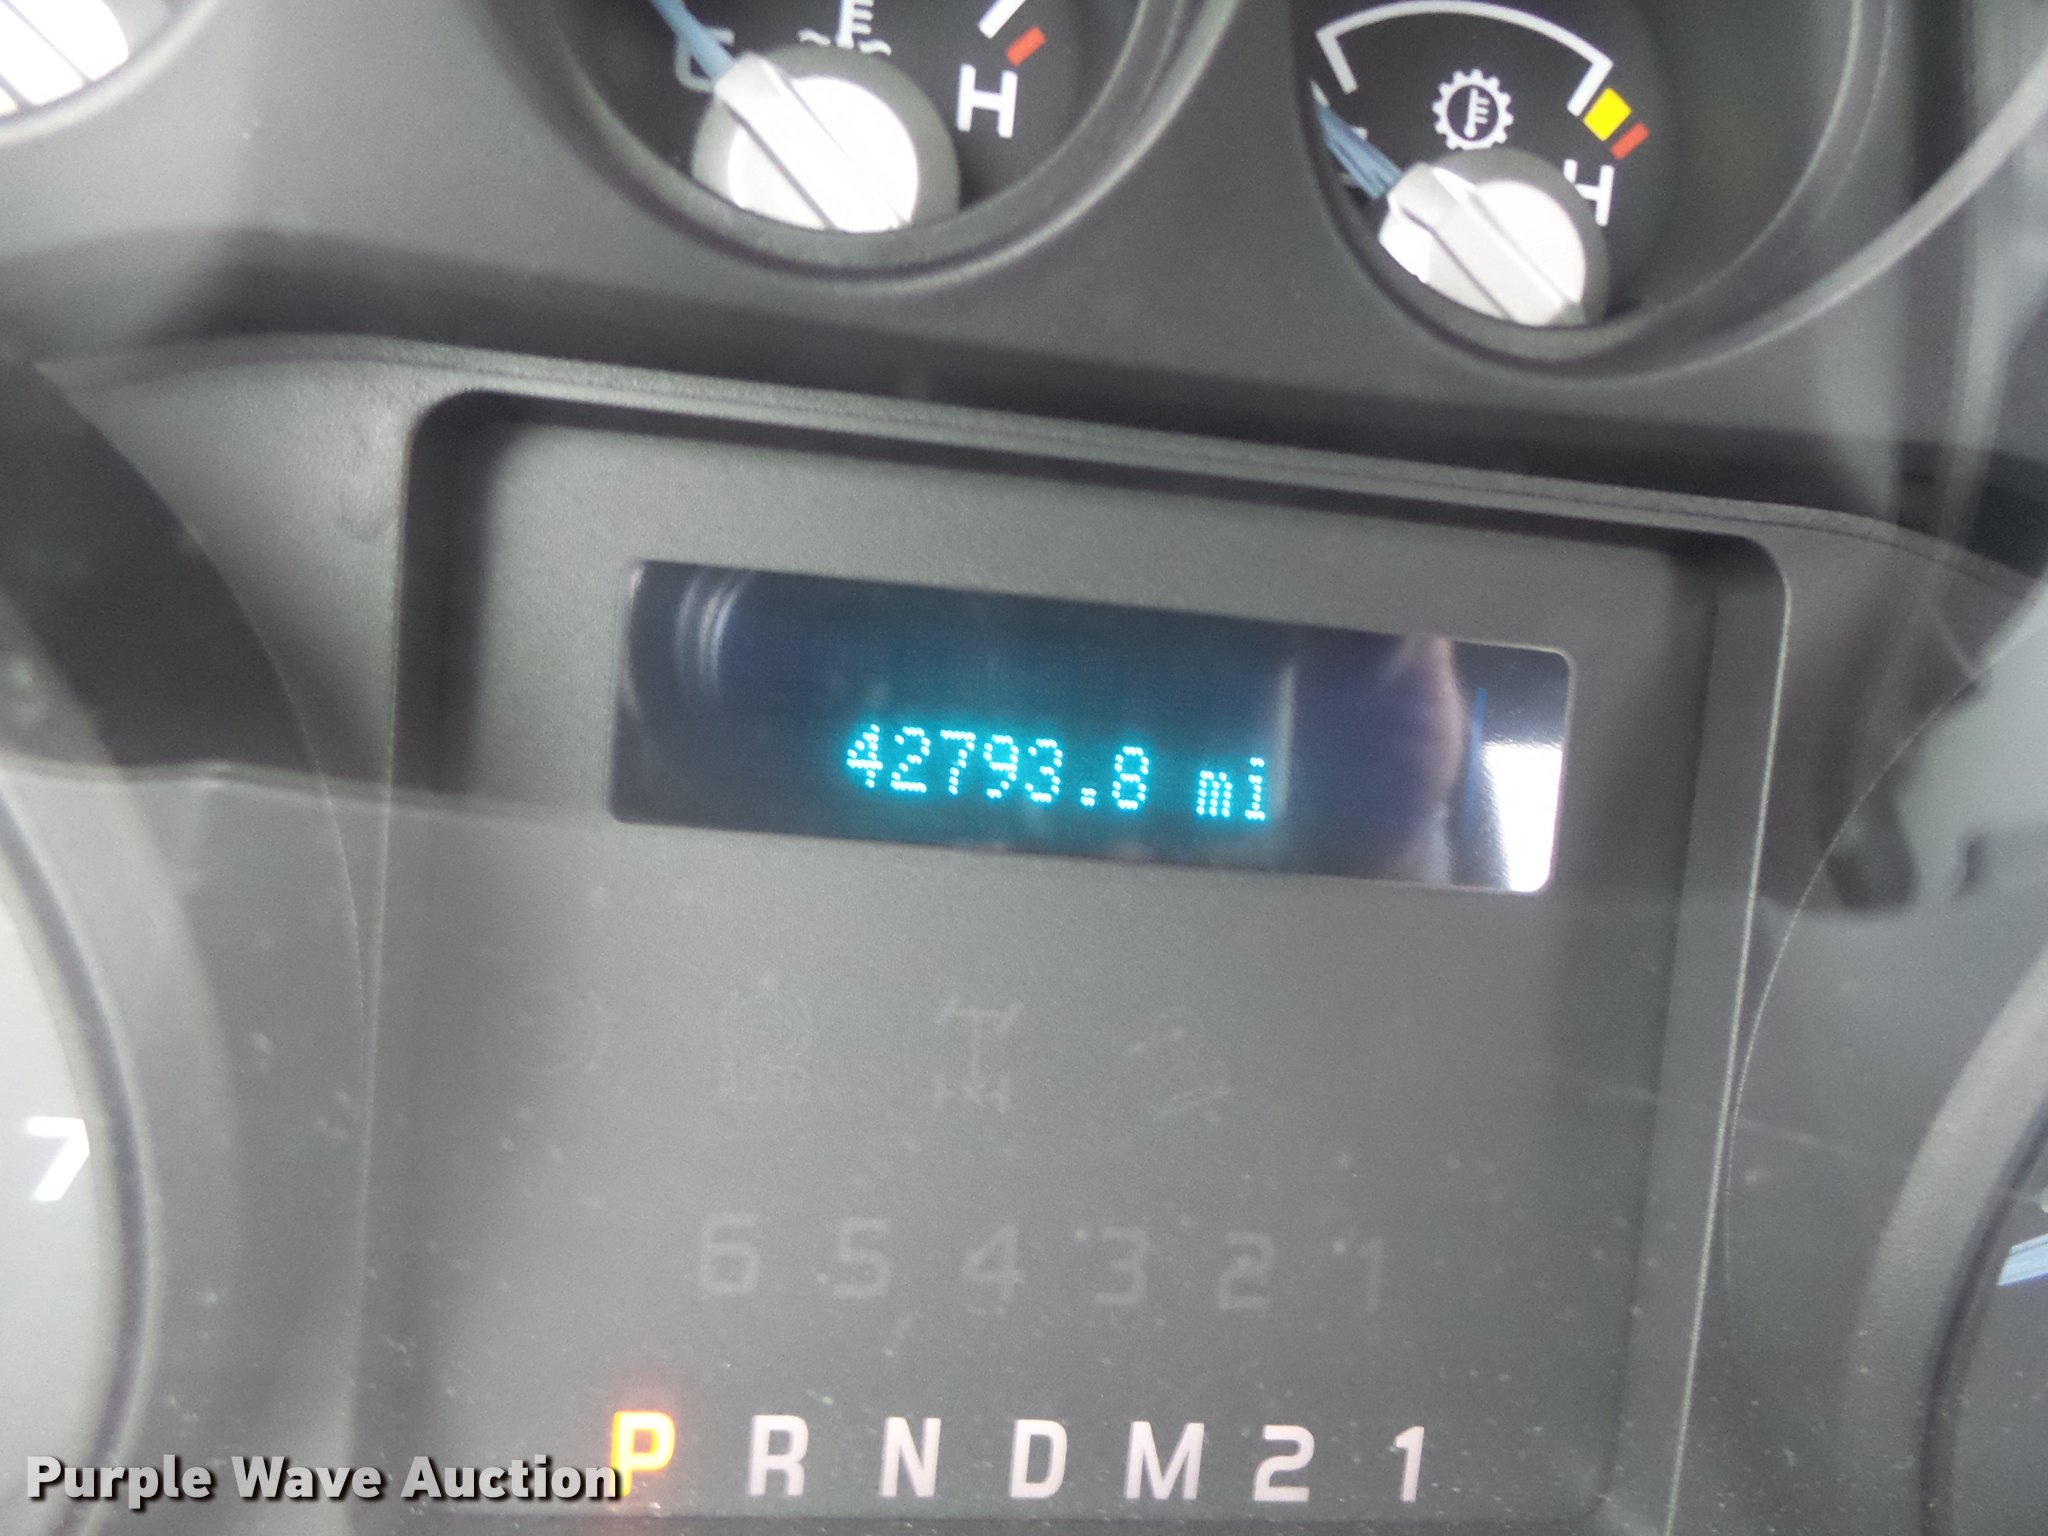 H
H
42793.8 mi
7
6 5 4 3 2 1
P R N D M 2 1
Purple Wave Auction